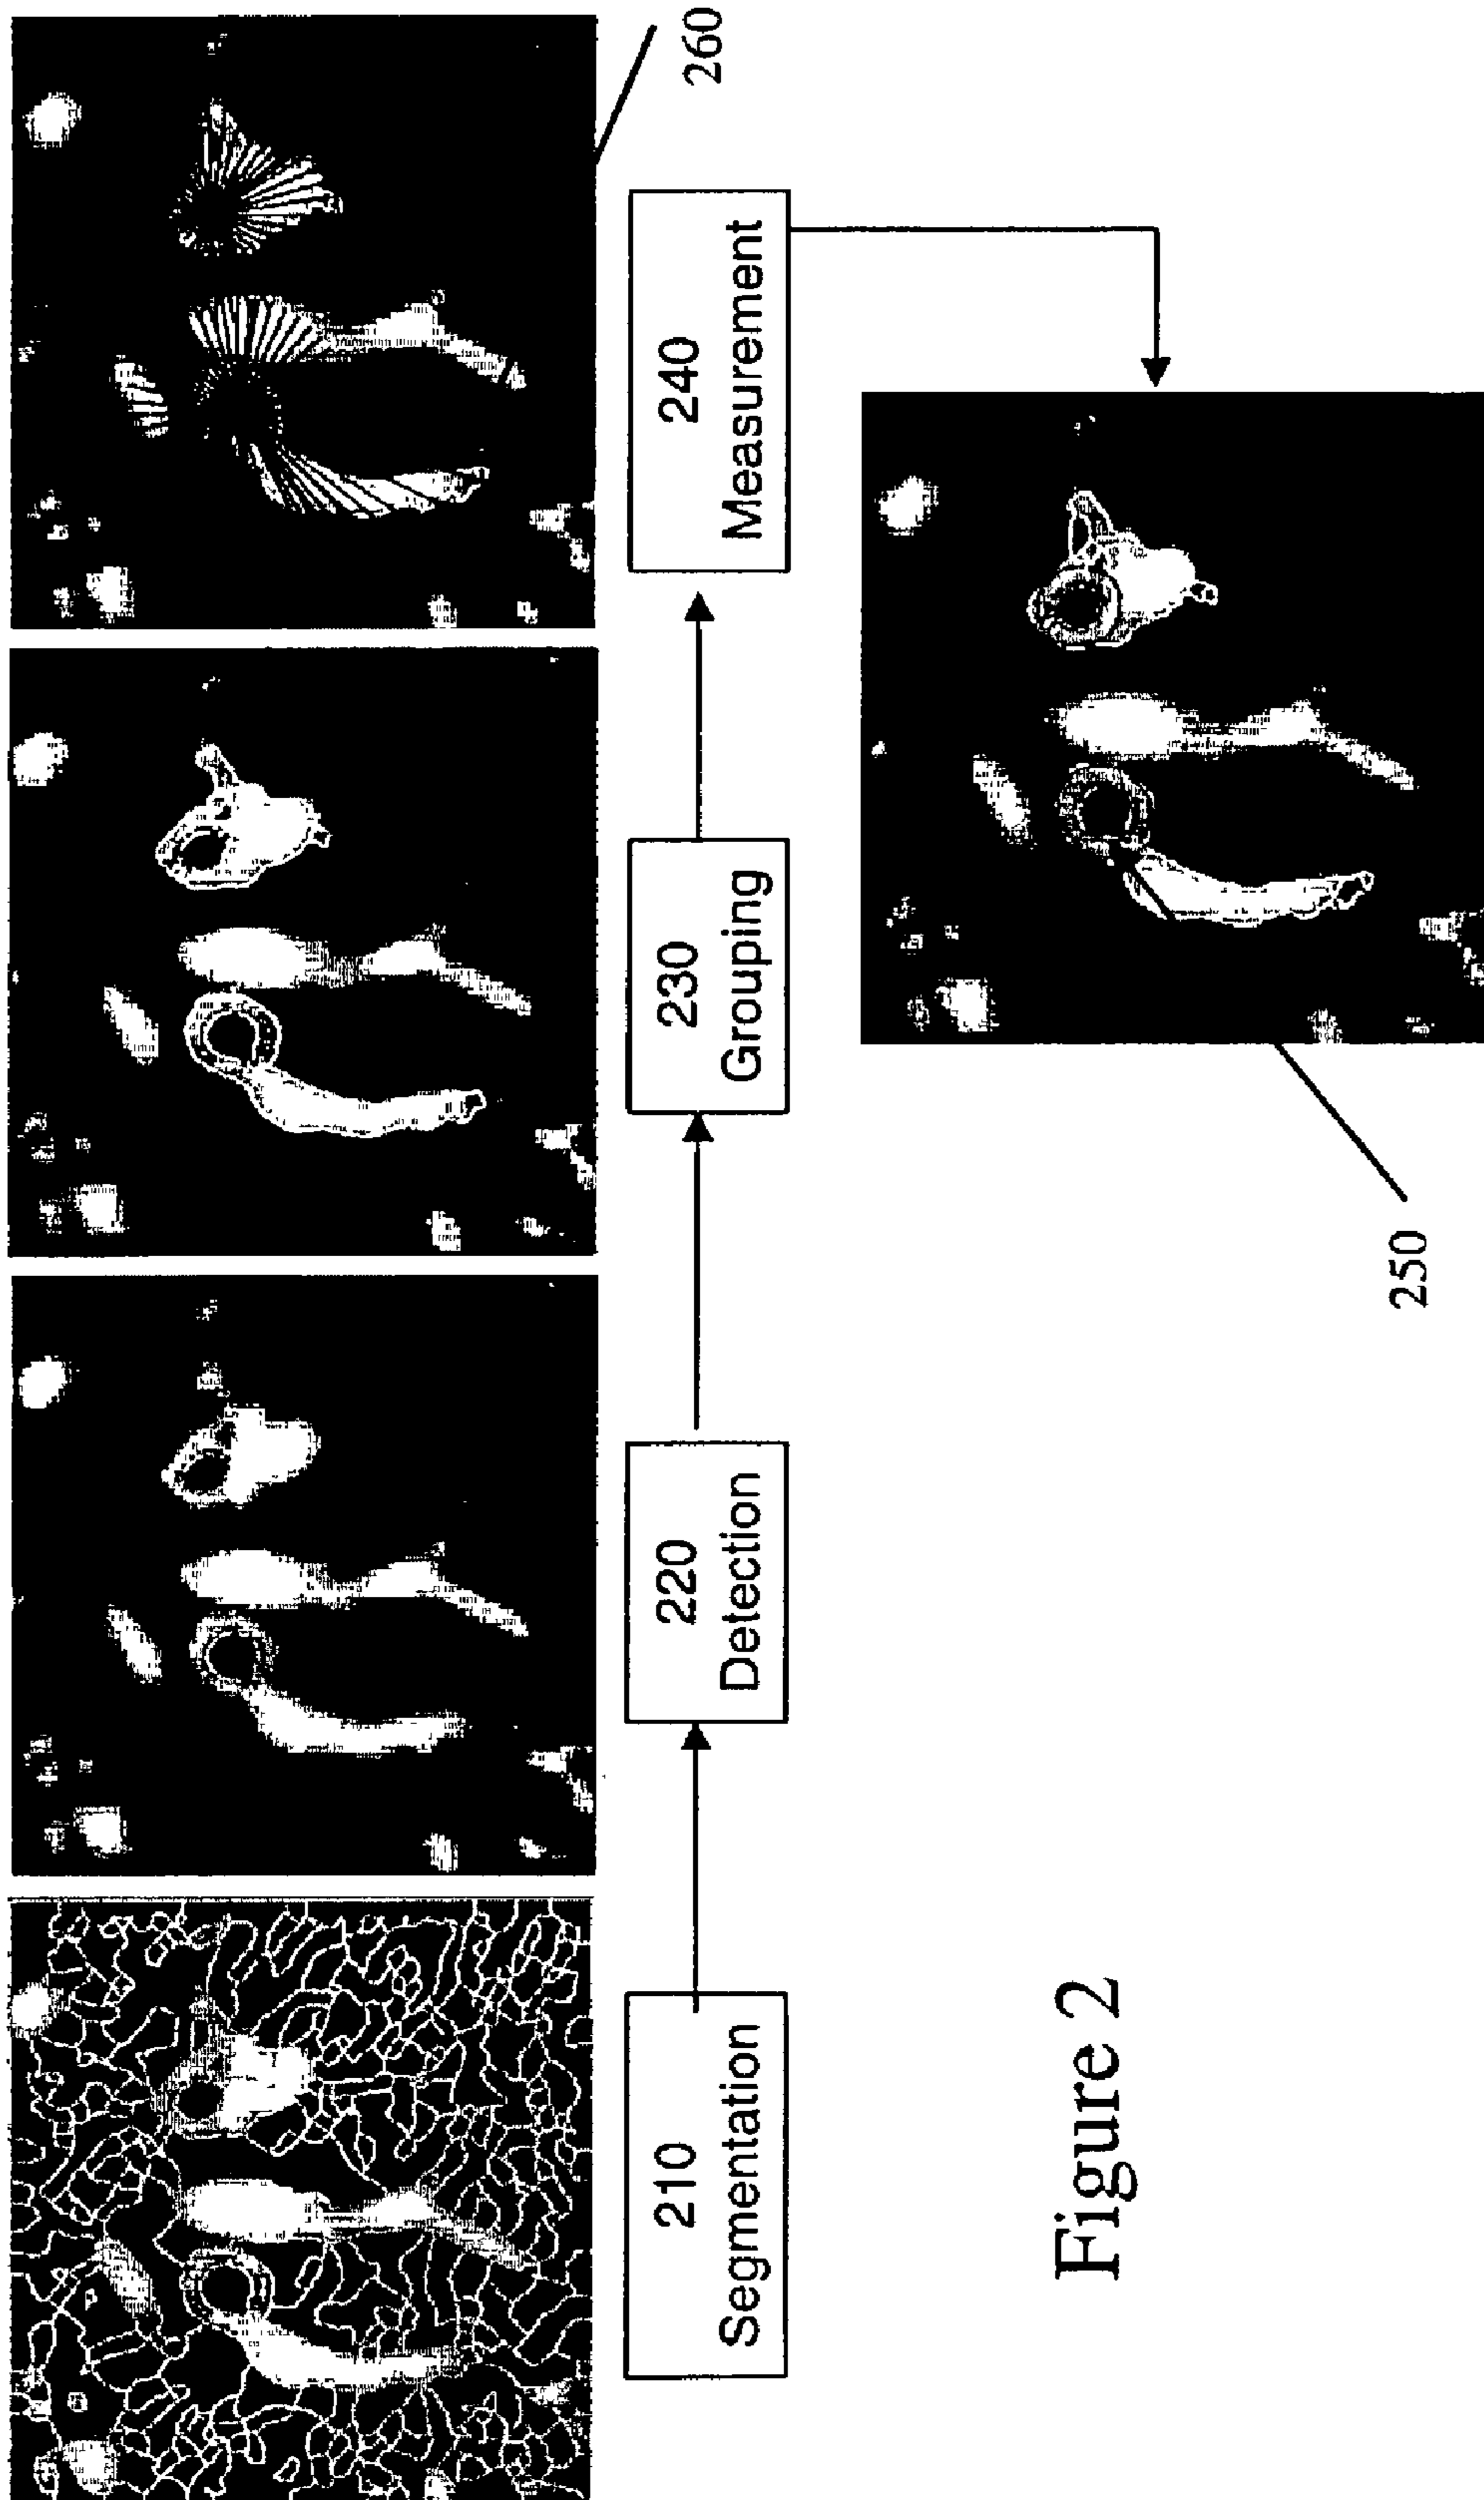 210
Segmentation
220
Detection
230
Grouping
240
Measurement
260
250
Figure 2